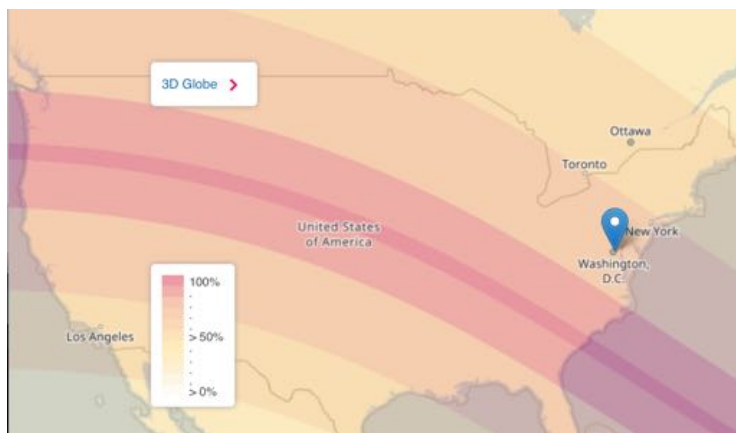 3D Globe
Ottawa
Toronto
New York
Washington,
D.C.
United States
of America
Los Angeles
100%
> 50%
> 0%